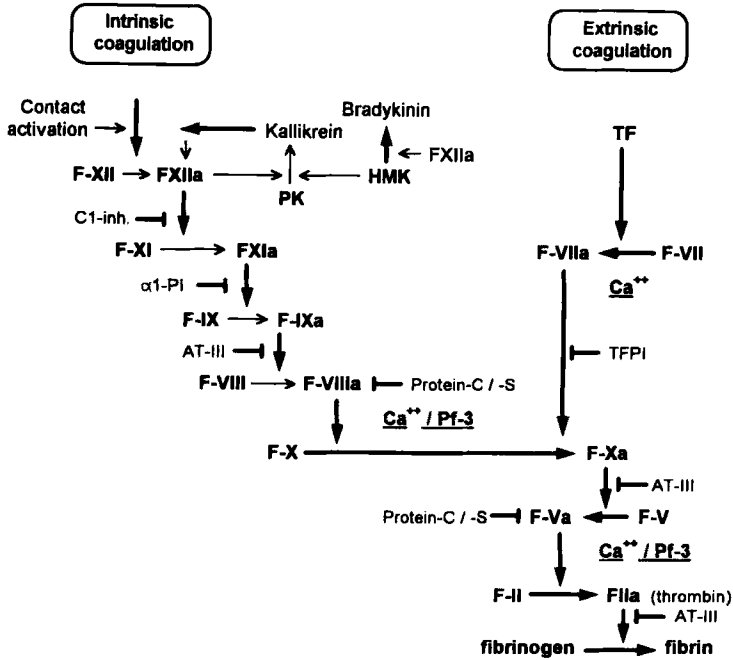 Intrinsic
coagulation
Extrinsic
coagulation
Contact
activation
Bradykinin
Kallikrein
TF
FXIIa
F-XII
FXIIa
HMK
PK
C1-inh.
F-XI
FXIa
F-VIIa
F-VII
Ca⁺⁺
α1-PI
F-IX
F-IXa
AT-III
TFPI
F-VIII
F-VIIIa
Protein-C / -S
Ca⁺⁺ / Pf-3
F-X
F-Xa
AT-III
Protein-C / -S
F-Va
F-V
Ca⁺⁺ / Pf-3
F-II
FIIa (thrombin)
AT-III
fibrinogen
fibrin